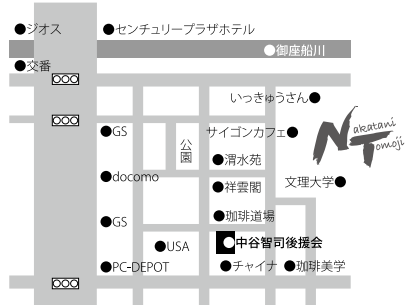 ジオス
センチュリープラザホテル
御座船川
交番
いっきゅうさん
GS
サイゴンカフェ
Nakatani
Tomoji
公園
渭水苑
docomo
祥雲閣
文理大学
GS
珈琲道場
USA
中谷智司後援会
PC-DEPOT
チャイナ
珈琲美学